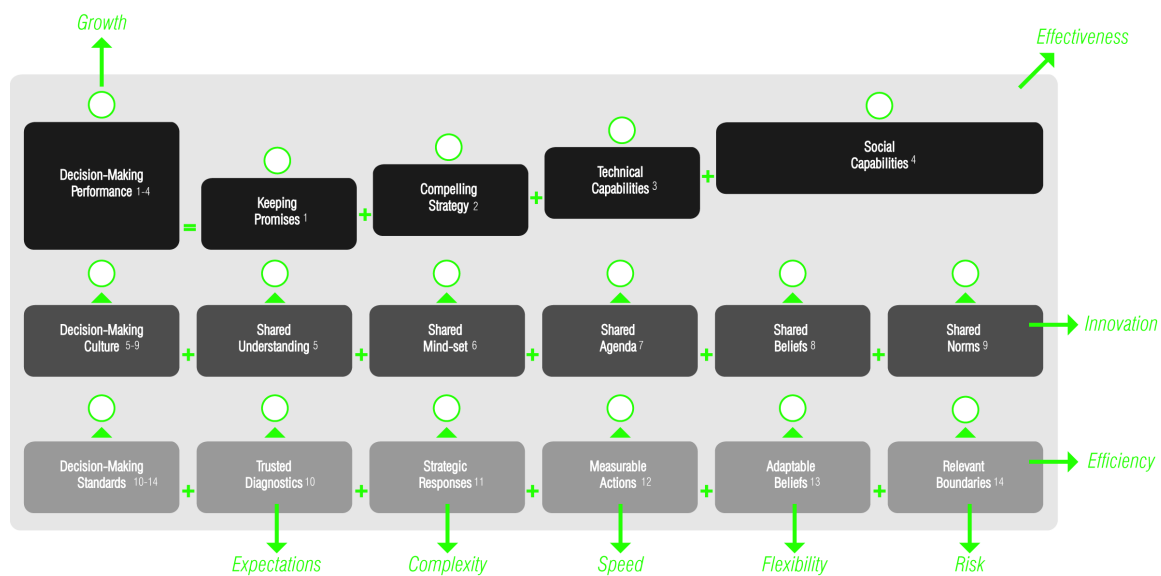 Growth
Effectiveness
Decision-Making
Performance 1-4
=
Keeping
Promises 1
+
Compelling
Strategy 2
+
Technical
Capabilities 3
+
Social
Capabilities 4
Decision-Making
Culture 5-9
+
Shared
Understanding 5
+
Shared
Mind-set 6
+
Shared
Agenda 7
+
Shared
Beliefs 8
+
Shared
Norms 9
Innovation
Decision-Making
Standards 10-14
+
Trusted
Diagnostics 10
+
Strategic
Responses 11
+
Measurable
Actions 12
+
Adaptable
Beliefs 13
+
Relevant
Boundaries 14
Efficiency
Expectations
Complexity
Speed
Flexibility
Risk